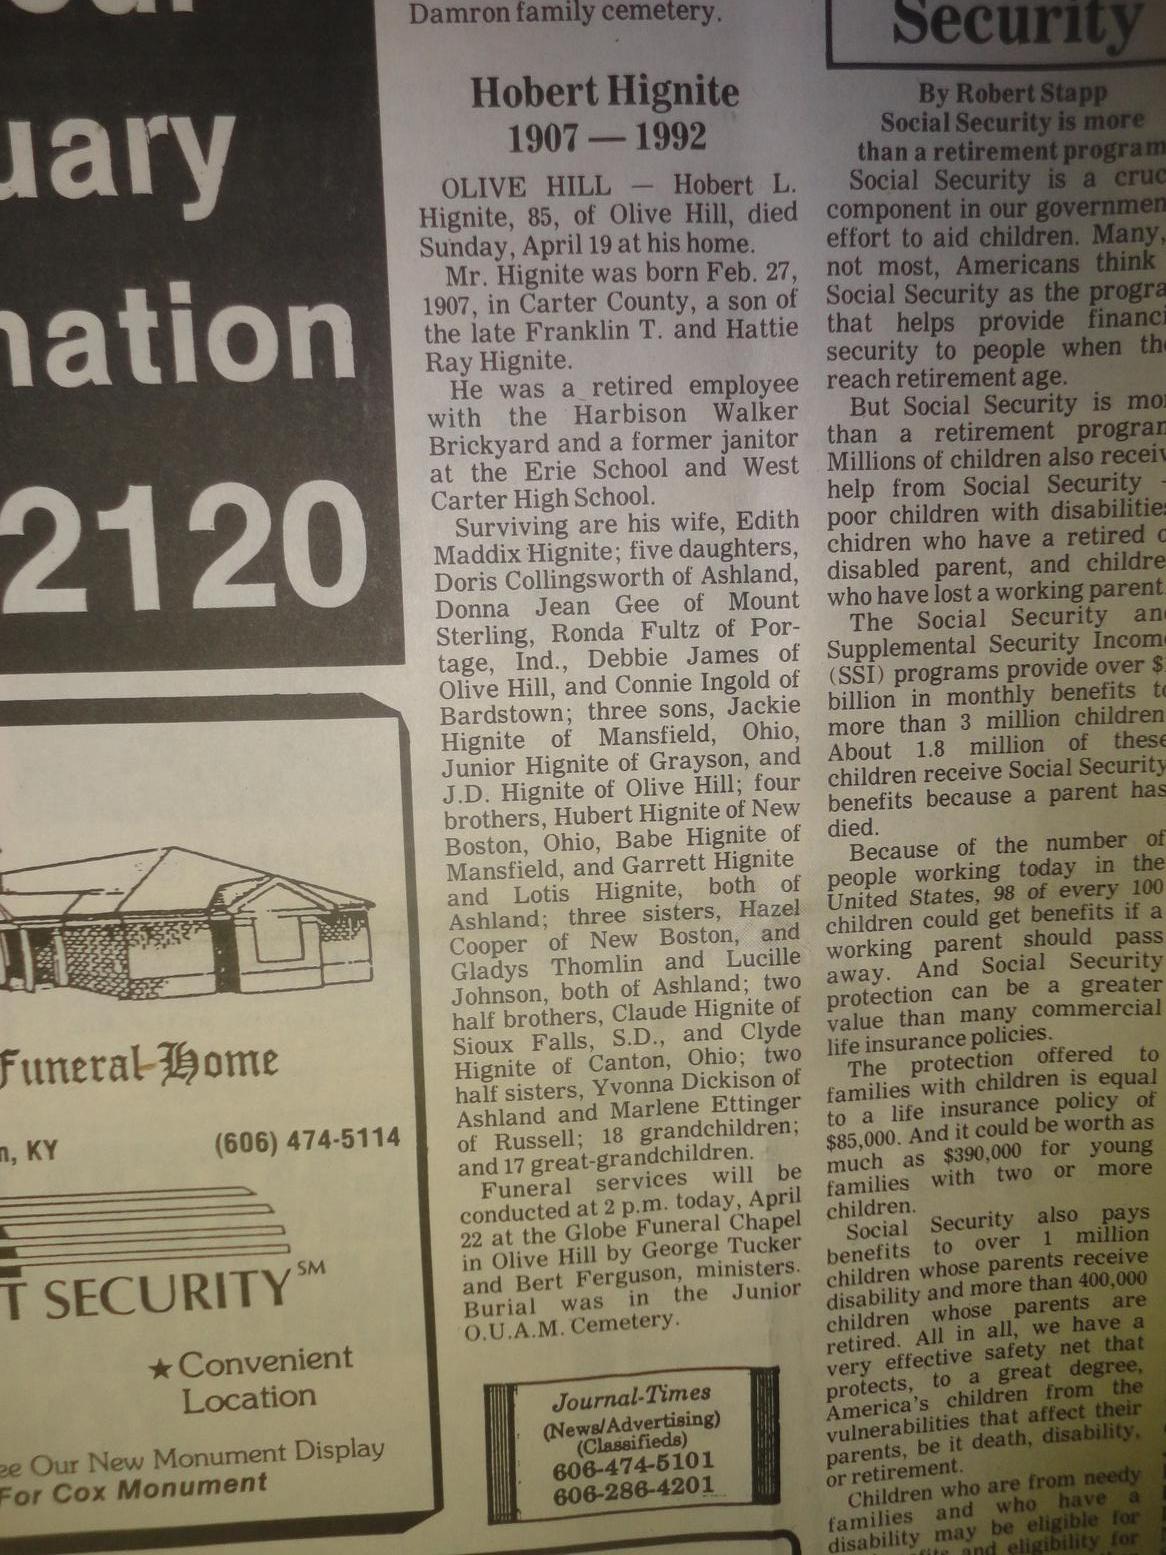 uary
nation
2120
Funeral Home
KY
(606) 474-5114
SECURITY℠
★ Convenient
Location
Our New Monument Display
For Cox Monument
Damron family cemetery.
Hobert Hignite
1907 — 1992
OLIVE HILL — Hobert L.
Hignite, 85, of Olive Hill, died
Sunday, April 19 at his home.
Mr. Hignite was born Feb. 27,
1907, in Carter County, a son of
the late Franklin T. and Hattie
Ray Hignite.
He was a retired employee
with the Harbison Walker
Brickyard and a former janitor
at the Erie School and West
Carter High School.
Surviving are his wife, Edith
Maddix Hignite; five daughters,
Doris Collingsworth of Ashland,
Donna Jean Gee of Mount
Sterling, Ronda Fultz of Por-
tage, Ind., Debbie James of
Olive Hill, and Connie Ingold of
Bardstown; three sons, Jackie
Hignite of Mansfield, Ohio,
Junior Hignite of Grayson, and
J.D. Hignite of Olive Hill; four
brothers, Hubert Hignite of New
Boston, Ohio, Babe Hignite of
Mansfield, and Garrett Hignite
and Lotis Hignite, both of
Ashland; three sisters, Hazel
Cooper of New Boston, and
Gladys Thomlin and Lucille
Johnson, both of Ashland; two
half brothers, Claude Hignite of
Sioux Falls, S.D., and Clyde
Hignite of Canton, Ohio; two
half sisters, Yvonna Dickison of
Ashland and Marlene Ettinger
of Russell; 18 grandchildren;
and 17 great-grandchildren.
Funeral services will be
conducted at 2 p.m. today, April
22 at the Globe Funeral Chapel
in Olive Hill by George Tucker
and Bert Ferguson, ministers.
Burial was in the Junior
O.U.A.M. Cemetery.
Journal-Times
(News/Advertising)
(Classifieds)
606-474-5101
606-286-4201
Security
By Robert Stapp
Social Security is more
than a retirement program
Social Security is a cruc
component in our governmen
effort to aid children. Many,
not most, Americans think
Social Security as the progra
that helps provide financi
security to people when the
reach retirement age.
But Social Security is mo
than a retirement program
Millions of children also receiv
help from Social Security -
poor children with disabilities
chidren who have a retired o
disabled parent, and childre
who have lost a working parent.
The Social Security an
Supplemental Security Income
(SSI) programs provide over $
billion in monthly benefits to
more than 3 million children
About 1.8 million of these
children receive Social Security
benefits because a parent has
died.
Because of the number of
people working today in the
United States, 98 of every 100
children could get benefits if a
working parent should pass
away. And Social Security
protection can be a greater
value than many commercial
life insurance policies.
The protection offered to
families with children is equal
to a life insurance policy of
$85,000. And it could be worth as
much as $390,000 for young
families with two or more
children.
Social Security also pays
benefits to over 1 million
children whose parents receive
disability and more than 400,000
children whose parents are
retired. All in all, we have a
very effective safety net that
protects, to a great degree,
America's children from the
vulnerabilities that affect their
parents, be it death, disability,
or retirement.
Children who are from needy
families and who have a
disability may be eligible for
and eligibility for